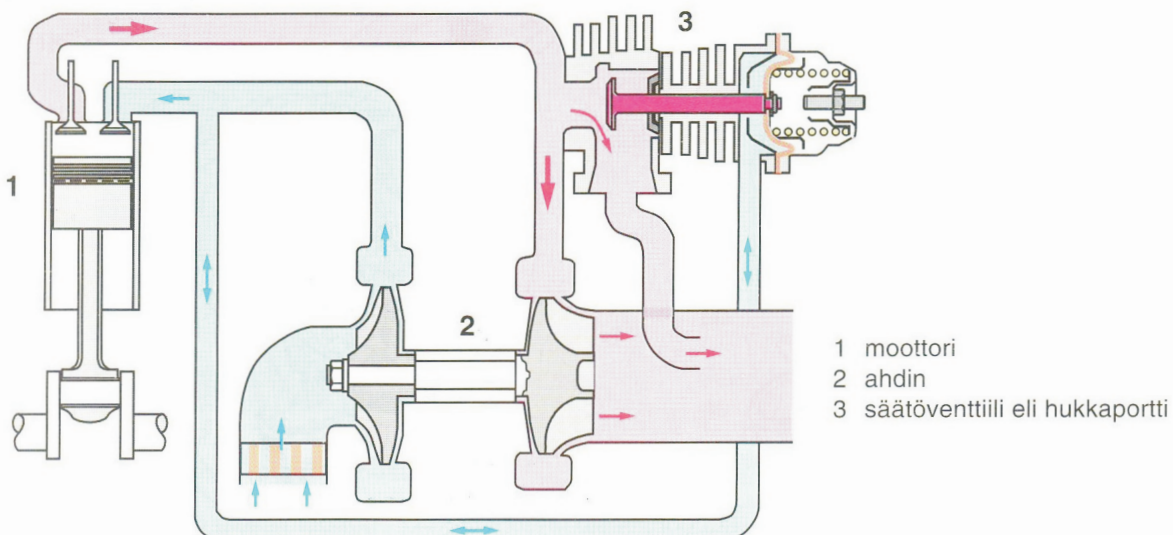 3
1
2
1 moottori
2 ahdin
3 säätöventtiili eli hukkaportti